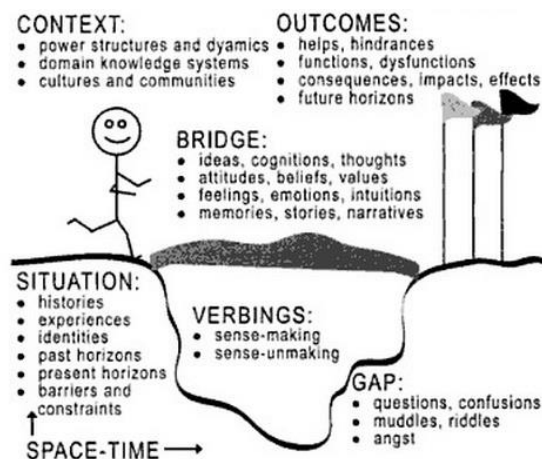 CONTEXT:
• power structures and dyamics
• domain knowledge systems
• cultures and communities
OUTCOMES:
• helps, hindrances
• functions, dysfunctions
• consequences, impacts, effects
• future horizons
BRIDGE:
• ideas, cognitions, thoughts
• attitudes, beliefs, values
• feelings, emotions, intuitions
• memories, stories, narratives
SITUATION:
• histories
• experiences
• identities
• past horizons
• present horizons
• barriers and
constraints
VERBINGS:
• sense-making
• sense-unmaking
GAP:
• questions, confusions
• muddles, riddles
• angst
SPACE-TIME